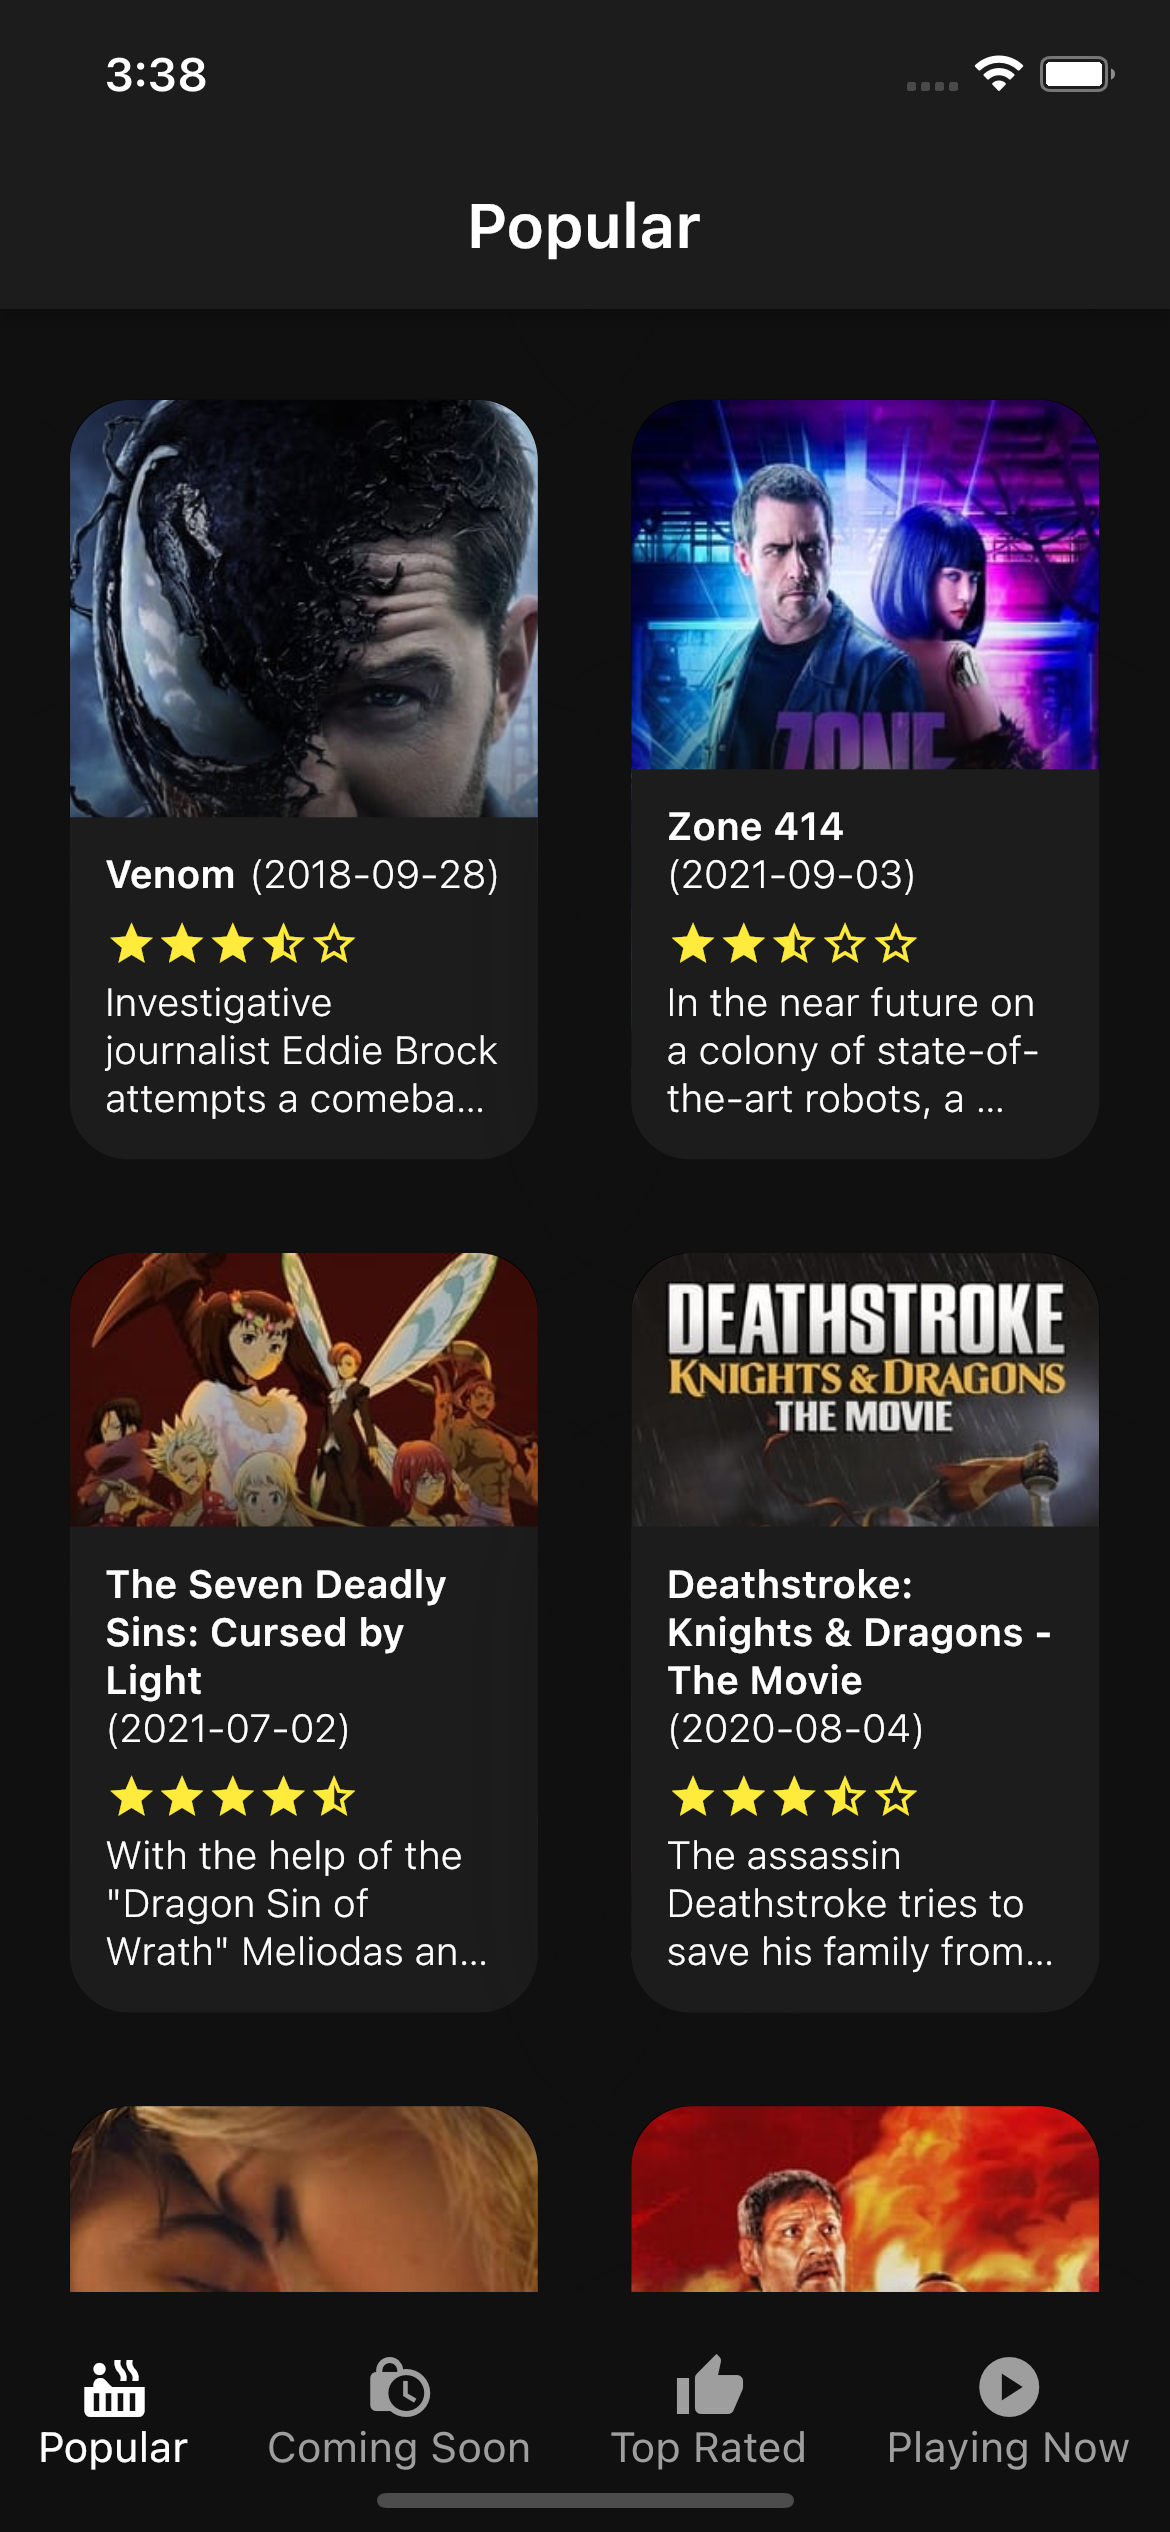 3:38
Popular
ZONE
Venom (2018-09-28)
Investigative
journalist Eddie Brock
attempts a comeba...
Zone 414
(2021-09-03)
In the near future on
a colony of state-of-
the-art robots, a ...
DEATHSTROKE
KNIGHTS & DRAGONS
THE MOVIE
The Seven Deadly
Sins: Cursed by
Light
(2021-07-02)
With the help of the
"Dragon Sin of
Wrath" Meliodas an...
Deathstroke:
Knights & Dragons -
The Movie
(2020-08-04)
The assassin
Deathstroke tries to
save his family from...
Popular
Coming Soon
Top Rated
Playing Now